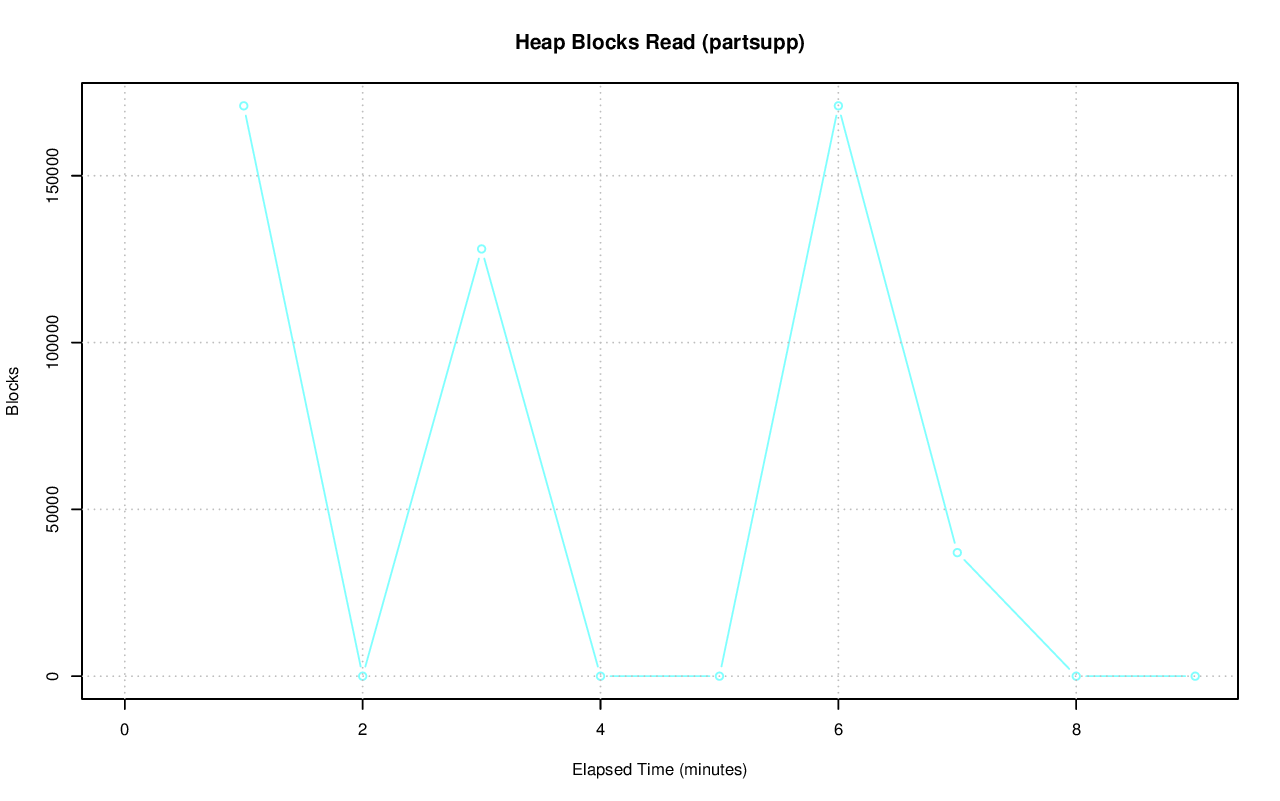 Heap Blocks Read (partsupp)
150000
100000
50000
0
Blocks
0 2 4 6 8
Elapsed Time (minutes)